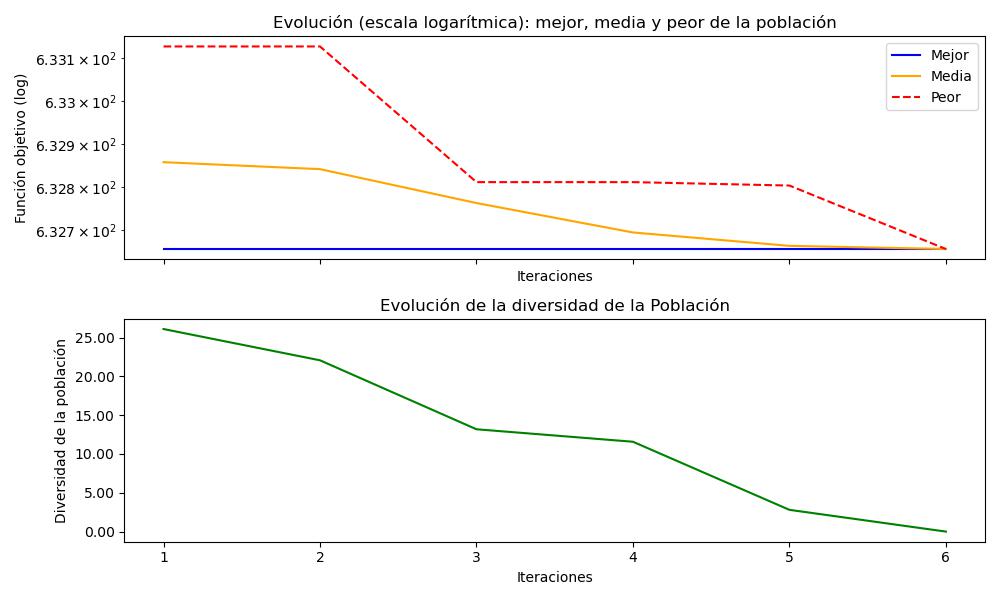 Evolución (escala logarítmica): mejor, media y peor de la población
Función objetivo (log)
6.331 × 10²
6.33 × 10²
6.329 × 10²
6.328 × 10²
6.327 × 10²
Mejor
Media
Peor
Iteraciones
Evolución de la diversidad de la Población
Diversidad de la población
25.00
20.00
15.00
10.00
5.00
0.00
1 2 3 4 5 6
Iteraciones